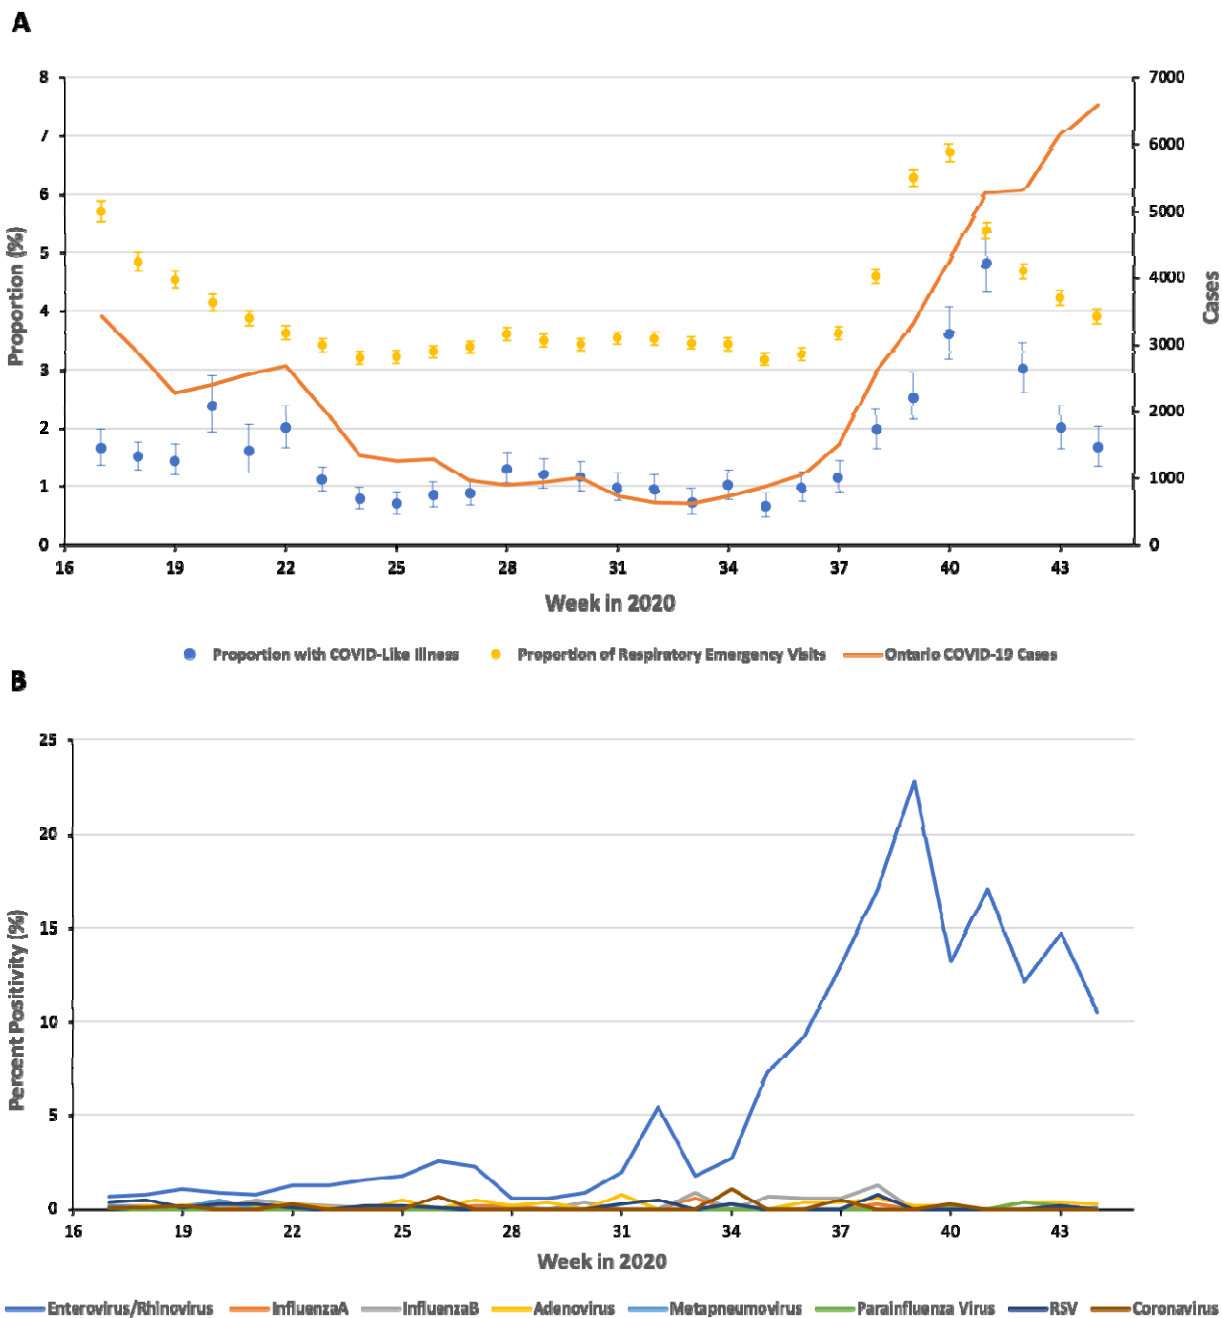 A
8
7
6
5
4
3
2
1
0
Proportion (%)
7000
6000
5000
4000
3000
2000
1000
0
Cases
16 19 22 25 28 31 34 37 40 43
Week in 2020
Proportion with COVID-Like Illness Proportion of Respiratory Emergency Visits Ontario COVID-19 Cases
B
25
20
15
10
5
0
Percent Positivity (%)
16 19 22 25 28 31 34 37 40 43
Week in 2020
Enterovirus/Rhinovirus InfluenzaA InfluenzaB Adenovirus Metapneumovirus Parainfluenza Virus RSV Coronavirus